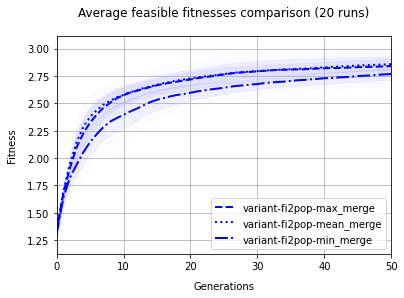 Average feasible fitnesses comparison (20 runs)
3.00
2.75
2.50
2.25
2.00
1.75
1.50
1.25
Fitness
variant-fi2pop-max_merge
variant-fi2pop-mean_merge
variant-fi2pop-min_merge
0 10 20 30 40 50
Generations